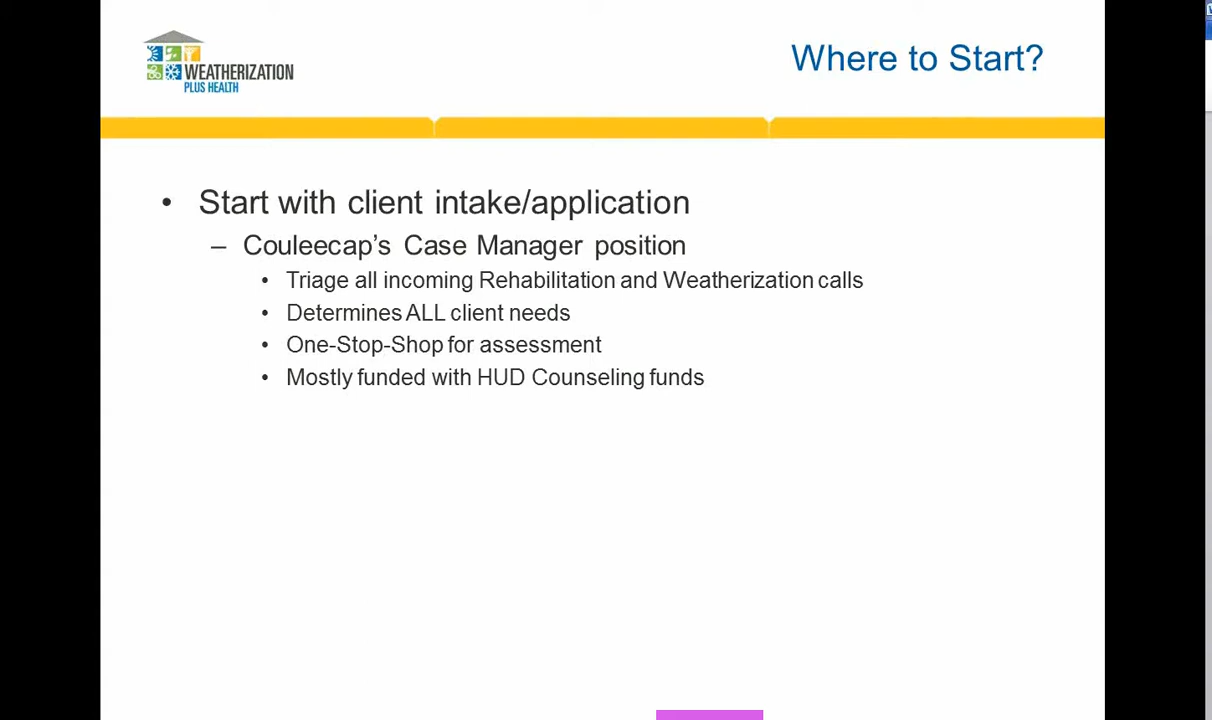 WEATHERIZATION
PLUS HEALTH
Where to Start?
• Start with client intake/application
– Couleecap’s Case Manager position
• Triage all incoming Rehabilitation and Weatherization calls
• Determines ALL client needs
• One-Stop-Shop for assessment
• Mostly funded with HUD Counseling funds